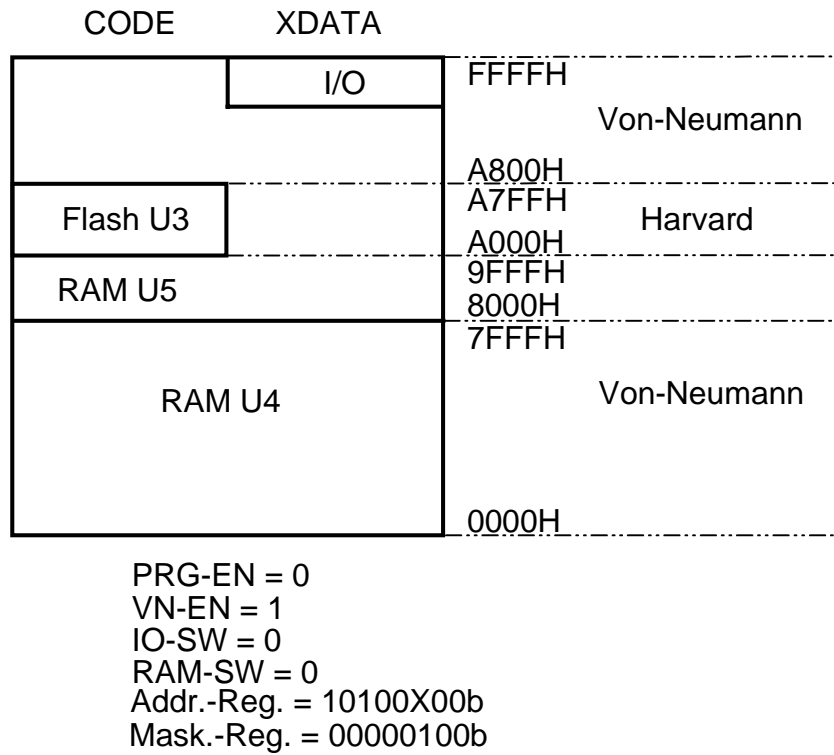 CODE XDATA
I/O
FFFFH
Von-Neumann
A800H
Flash U3
A7FFH
Harvard
A000H
RAM U5
9FFFH
8000H
7FFFH
RAM U4
Von-Neumann
0000H
PRG-EN = 0
VN-EN = 1
IO-SW = 0
RAM-SW = 0
Addr.-Reg. = 10100X00b
Mask.-Reg. = 00000100b